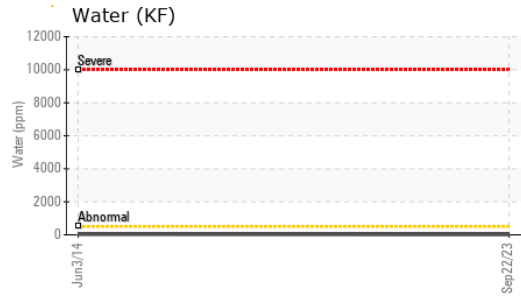 Water (KF)
12000
Severe
10000
8000
6000
4000
2000
Abnormal
0
Water (ppm)
Jun3/14
Sep22/23